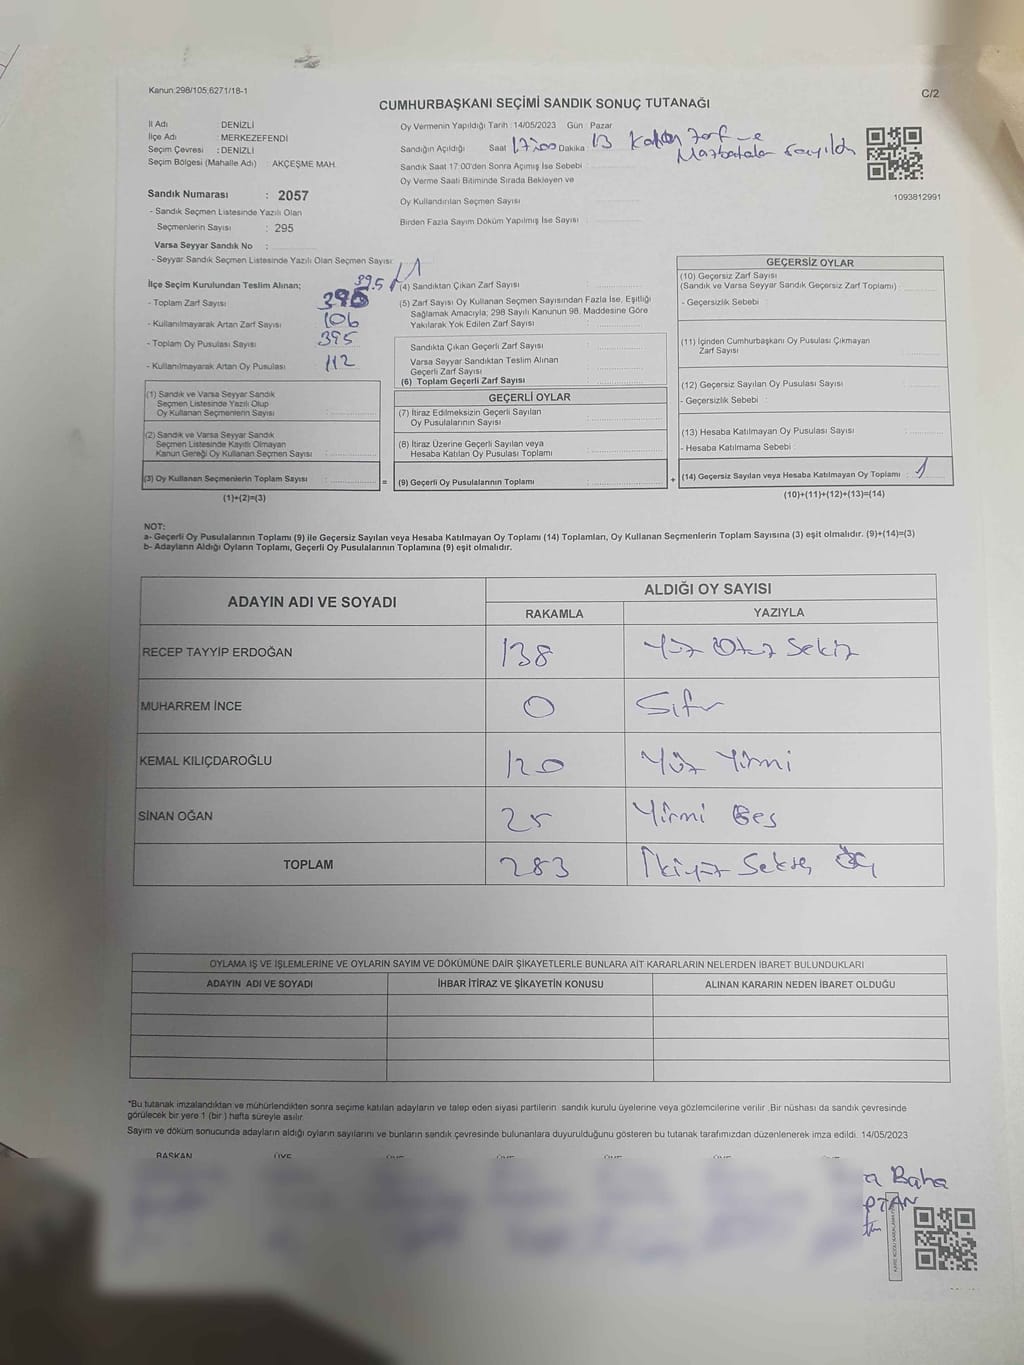 Kanun:298/105,6271/18-1
C/2
CUMHURBAŞKANI SEÇİMİ SANDIK SONUÇ TUTANAĞI
İl Adı : DENİZLİ
İlçe Adı : MERKEZEFENDİ
Seçim Çevresi : DENİZLİ
Seçim Bölgesi (Mahalle Adı) : AKÇEŞME MAH.
Oy Vermenin Yapıldığı Tarih :14/05/2023 Gün : Pazar
Sandığın Açıldığı Saat 17:00 Dakika : 13 Kalan Zarf ve
Mazbatalar Sayıldı
Sandık Saat 17:00'den Sonra Açılmış İse Sebebi :
Oy Verme Saati Bitiminde Sırada Bekleyen ve
Oy Kullandırılan Seçmen Sayısı
Birden Fazla Sayım Döküm Yapılmış İse Sayısı :
1093812991
Sandık Numarası : 2057
- Sandık Seçmen Listesinde Yazılı Olan
Seçmenlerin Sayısı : 295
Varsa Seyyar Sandık No :
- Seyyar Sandık Seçmen Listesinde Yazılı Olan Seçmen Sayısı:
İlçe Seçim Kurulundan Teslim Alınan; 395
- Toplam Zarf Sayısı
- Kullanılmayarak Artan Zarf Sayısı 106
- Toplam Oy Pusulası Sayısı 395
- Kullanılmayarak Artan Oy Pusulası 112
(1) Sandık ve Varsa Seyyar Sandık
Seçmen Listesinde Yazılı Olup
Oy Kullanan Seçmenlerin Sayısı :
(2) Sandık ve Varsa Seyyar Sandık
Seçmen Listesinde Kayıtlı Olmayan
Kanun Gereği Oy Kullanan Seçmen Sayısı :
(3) Oy Kullanan Seçmenlerin Toplam Sayısı : =
(1)+(2)=(3)
(4) Sandıktan Çıkan Zarf Sayısı :
(5) Zarf Sayısı Oy Kullanan Seçmen Sayısından Fazla İse, Eşitliği
Sağlamak Amacıyla; 298 Sayılı Kanunun 98. Maddesine Göre
Yakılarak Yok Edilen Zarf Sayısı :
Sandıkta Çıkan Geçerli Zarf Sayısı :
Varsa Seyyar Sandıktan Teslim Alınan
Geçerli Zarf Sayısı :
(6) Toplam Geçerli Zarf Sayısı :
GEÇERLİ OYLAR
(7) İtiraz Edilmeksizin Geçerli Sayılan
Oy Pusulalarının Sayısı :
(8) İtiraz Üzerine Geçerli Sayılan veya
Hesaba Katılan Oy Pusulası Toplamı :
(9) Geçerli Oy Pusulalarının Toplamı : +
GEÇERSİZ OYLAR
(10) Geçersiz Zarf Sayısı
(Sandık ve Varsa Seyyar Sandık Geçersiz Zarf Toplamı) :
- Geçersizlik Sebebi :
(11) İçinden Cumhurbaşkanı Oy Pusulası Çıkmayan
Zarf Sayısı :
(12) Geçersiz Sayılan Oy Pusulası Sayısı :
- Geçersizlik Sebebi :
(13) Hesaba Katılmayan Oy Pusulası Sayısı :
- Hesaba Katılmama Sebebi :
(14) Geçersiz Sayılan veya Hesaba Katılmayan Oy Toplamı : 1
(10)+(11)+(12)+(13)=(14)
NOT:
a- Geçerli Oy Pusulalarının Toplamı (9) ile Geçersiz Sayılan veya Hesaba Katılmayan Oy Toplamı (14) Toplamları, Oy Kullanan Seçmenlerin Toplam Sayısına (3) eşit olmalıdır. (9)+(14)=(3)
b- Adayların Aldığı Oyların Toplamı, Geçerli Oy Pusulalarının Toplamına (9) eşit olmalıdır.
ADAYIN ADI VE SOYADI
ALDIĞI OY SAYISI
RAKAMLA YAZIYLA
RECEP TAYYİP ERDOĞAN 138 Yüz Otuz Sekiz
MUHARREM İNCE 0 Sıfır
KEMAL KILIÇDAROĞLU 120 Yüz Yirmi
SİNAN OĞAN 25 Yirmi Beş
TOPLAM 283 İkiyüz Seksen Üç
OYLAMA İŞ VE İŞLEMLERİNE VE OYLARIN SAYIM VE DÖKÜMÜNE DAİR ŞİKAYETLERLE BUNLARA AİT KARARLARIN NELERDEN İBARET BULUNDUKLARI
ADAYIN ADI VE SOYADI İHBAR İTİRAZ VE ŞİKAYETİN KONUSU ALINAN KARARIN NEDEN İBARET OLDUĞU
*Bu tutanak imzalandıktan ve mühürlendikten sonra seçime katılan adayların ve talep eden siyasi partilerin sandık kurulu üyelerine veya gözlemcilerine verilir. Bir nüshası da sandık çevresinde
görülecek bir yere 1 (bir) hafta süreyle asılır.
Sayım ve döküm sonucunda adayların aldığı oyların sayılarını ve bunların sandık çevresinde bulunanlara duyurulduğunu gösteren bu tutanak tarafımızdan düzenlenerek imza edildi. 14/05/2023
BAŞKAN ÜYE ÜYE ÜYE ÜYE ÜYE
a Baha
PTAN